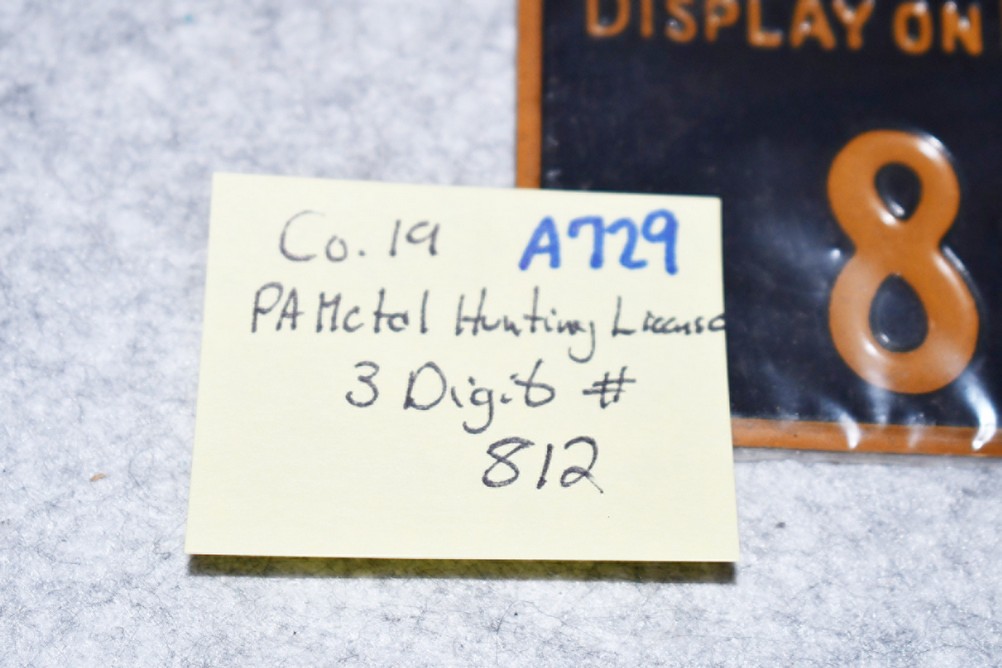 DISPLAY ON
8
Co. 19 A729
PA Metal Hunting License
3 Digit #
812